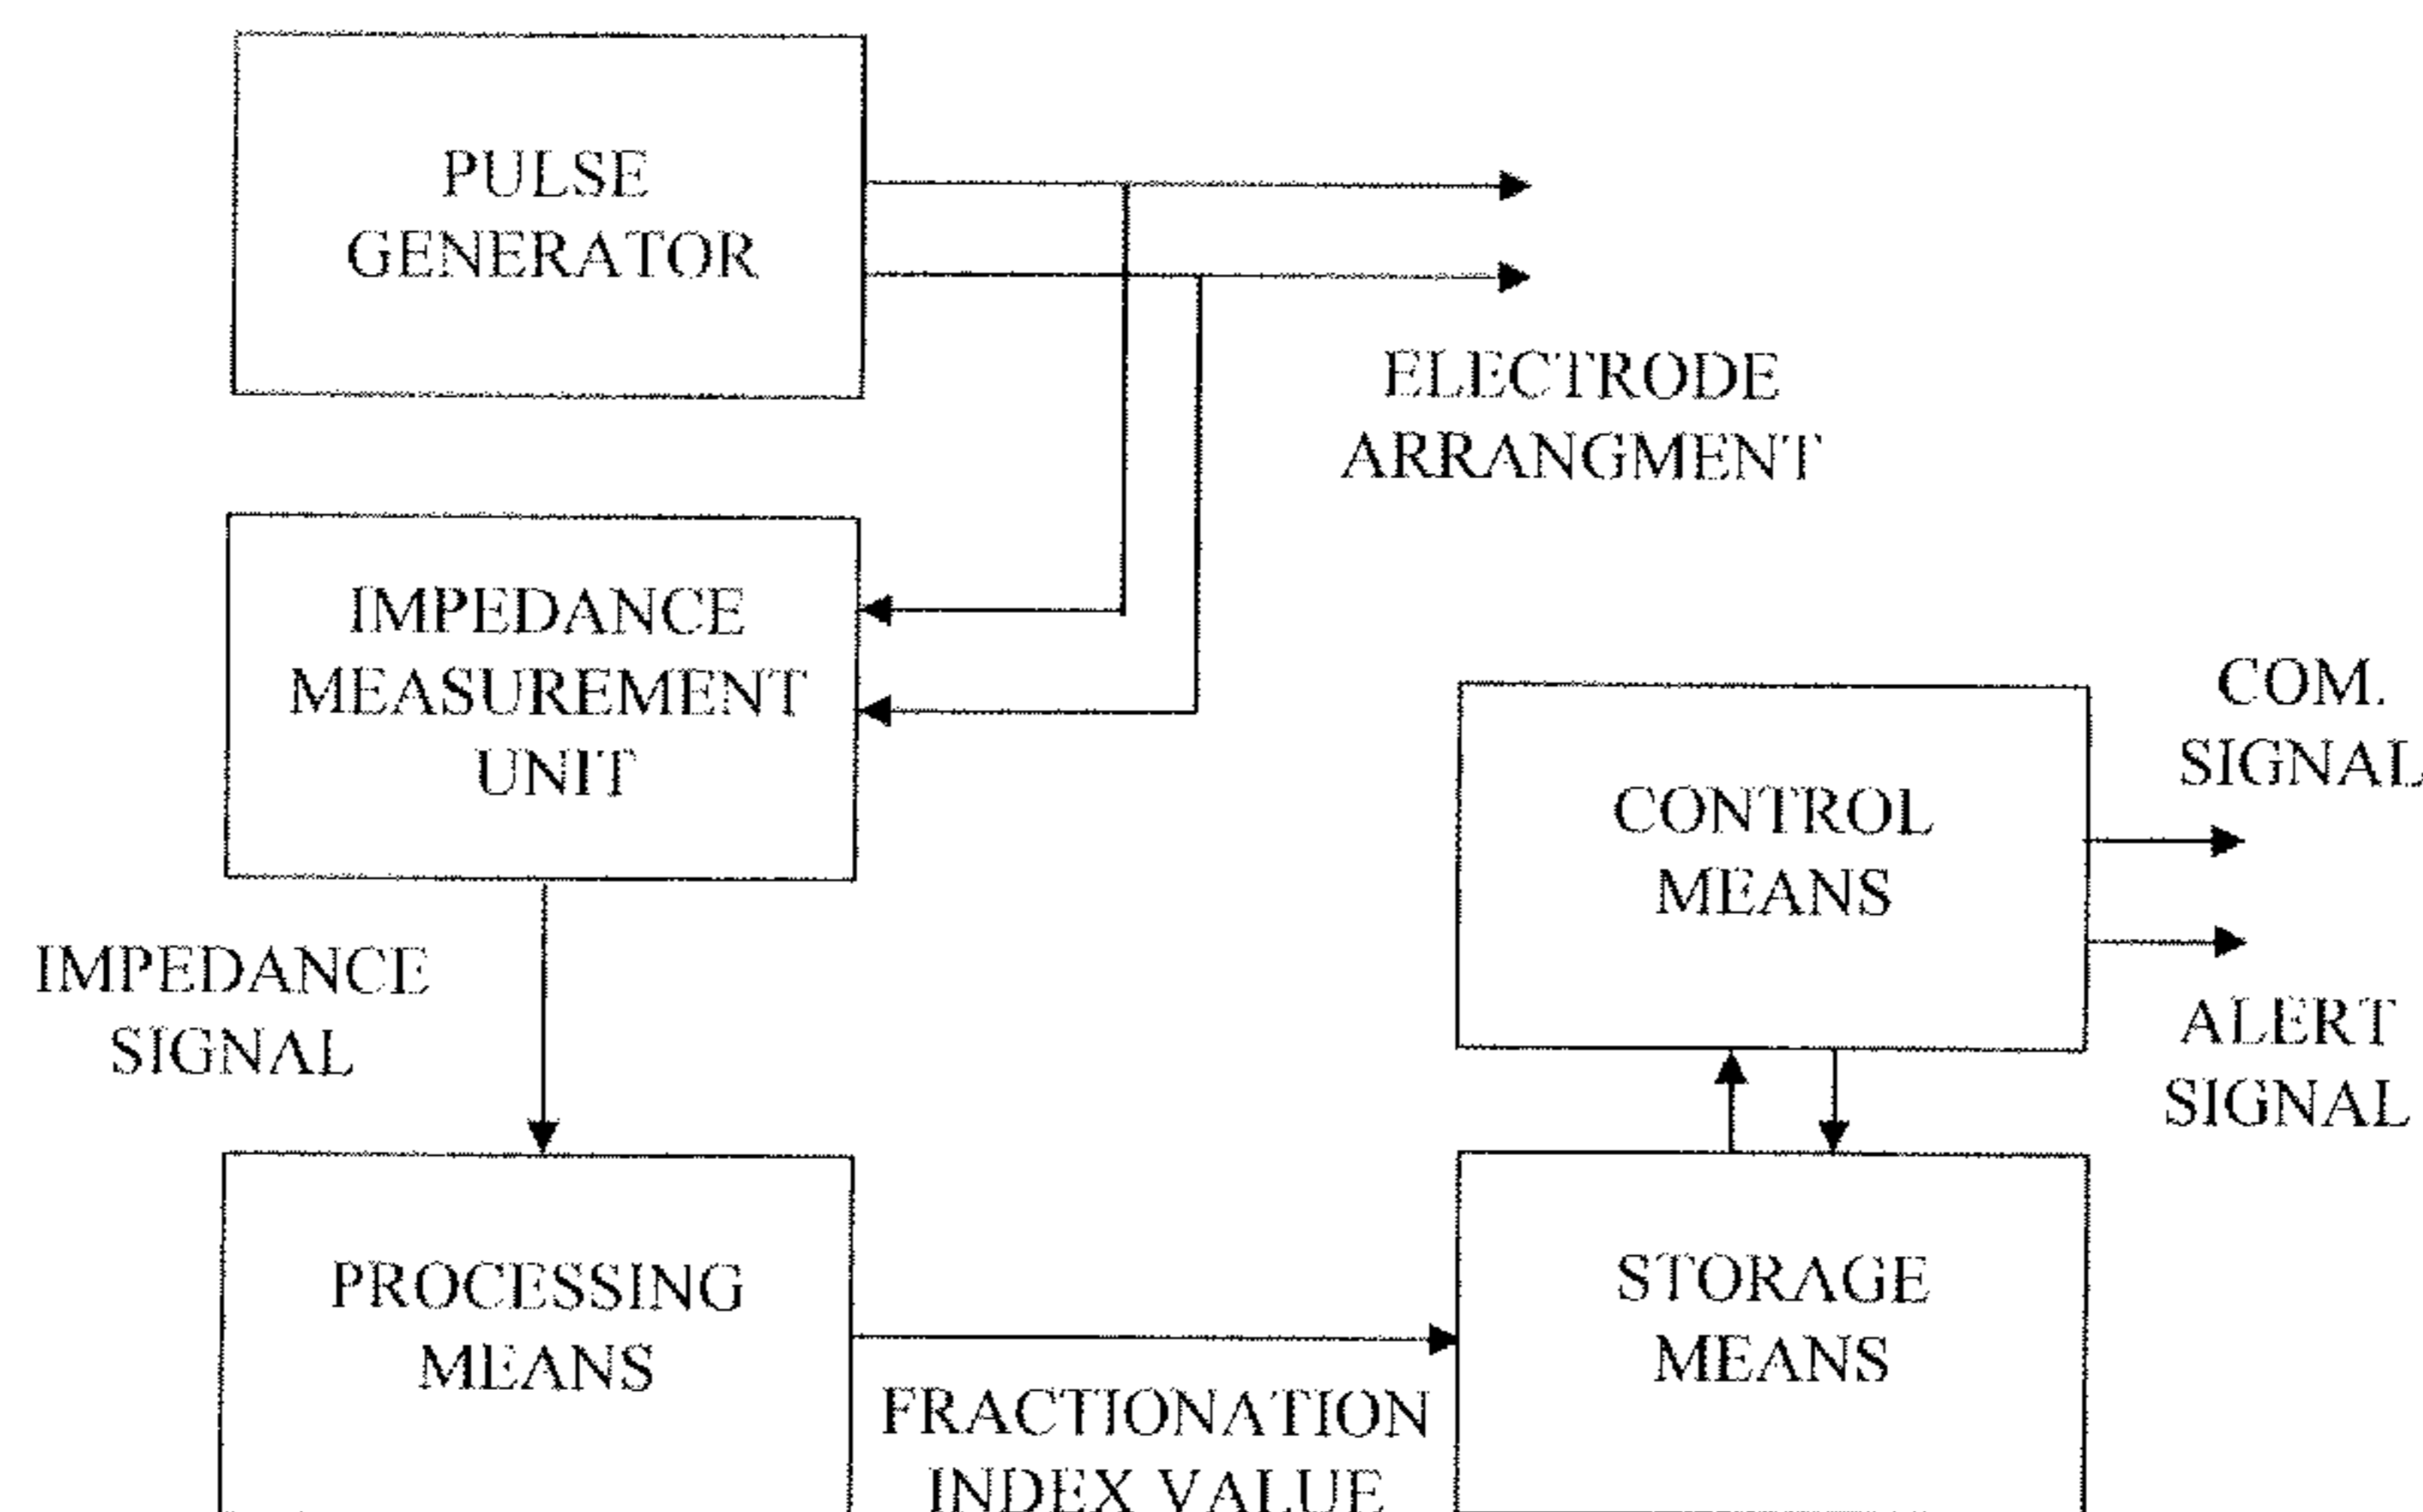 PULSE
GENERATOR
ELECTRODE
ARRANGMENT
IMPEDANCE
MEASUREMENT
UNIT
COM.
SIGNAL
CONTROL
MEANS
IMPEDANCE
SIGNAL
ALERT
SIGNAL
PROCESSING
MEANS
STORAGE
MEANS
FRACTIONATION
INDEX VALUE